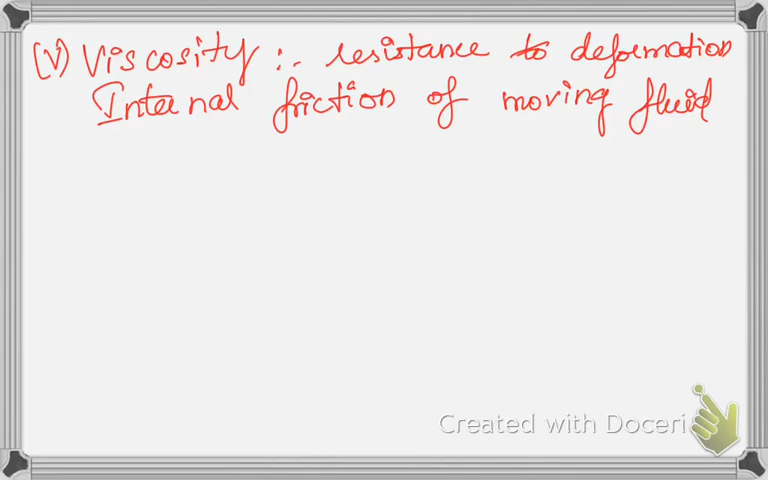 (V) Viscosity :- resistance to deformation
Internal friction of moving fluid
Created with Doceri